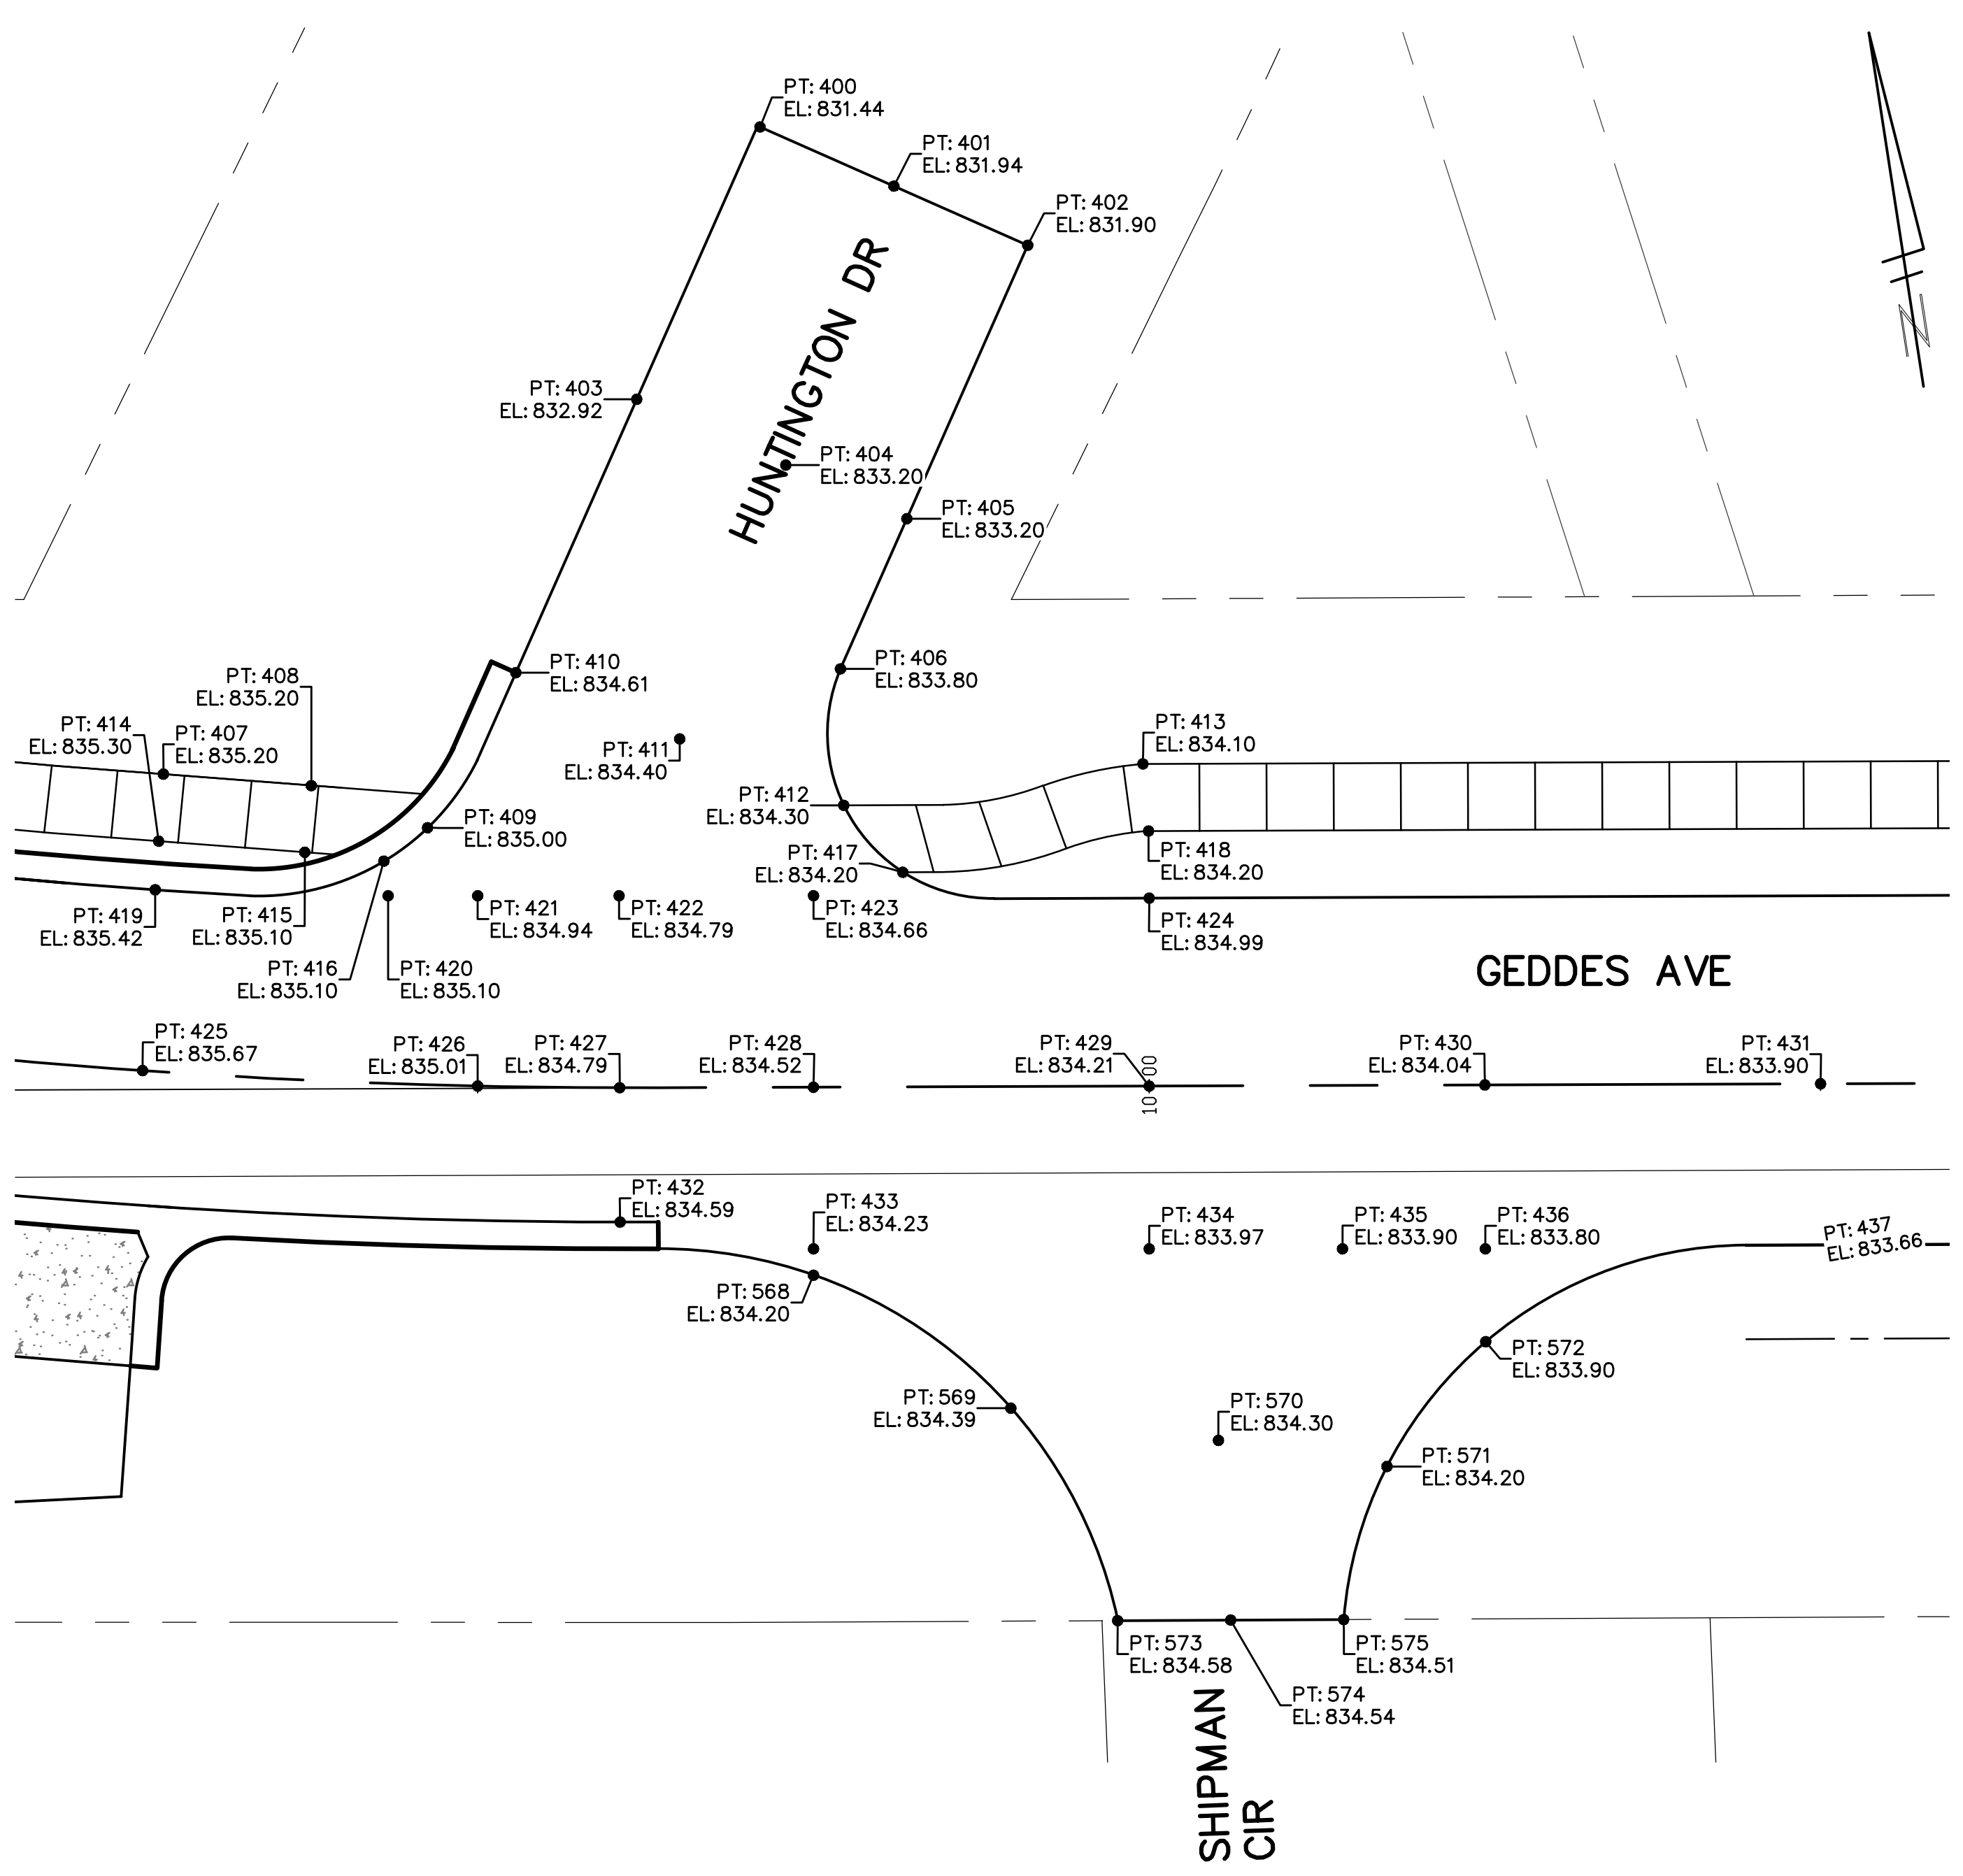 PT: 400
EL: 831.44
PT: 401
EL: 831.94
PT: 402
EL: 831.90
HUNTINGTON DR
PT: 403
EL: 832.92
PT: 404
EL: 833.20
PT: 405
EL: 833.20
PT: 406
EL: 833.80
PT: 410
EL: 834.61
PT: 408
EL: 835.20
PT: 414
EL: 835.30
PT: 407
EL: 835.20
PT: 411
EL: 834.40
PT: 413
EL: 834.10
PT: 412
EL: 834.30
PT: 409
EL: 835.00
PT: 417
EL: 834.20
PT: 418
EL: 834.20
PT: 419
EL: 835.42
PT: 415
EL: 835.10
PT: 421
EL: 834.94
PT: 422
EL: 834.79
PT: 423
EL: 834.66
PT: 424
EL: 834.99
PT: 416
EL: 835.10
PT: 420
EL: 835.10
GEDDES AVE
PT: 425
EL: 835.67
PT: 426
EL: 835.01
PT: 427
EL: 834.79
PT: 428
EL: 834.52
PT: 429
EL: 834.21
10 00
PT: 430
EL: 834.04
PT: 431
EL: 833.90
PT: 432
EL: 834.59
PT: 433
EL: 834.23
PT: 434
EL: 833.97
PT: 435
EL: 833.90
PT: 436
EL: 833.80
PT: 437
EL: 833.66
PT: 568
EL: 834.20
PT: 572
EL: 833.90
PT: 569
EL: 834.39
PT: 570
EL: 834.30
PT: 571
EL: 834.20
PT: 573
EL: 834.58
PT: 575
EL: 834.51
PT: 574
EL: 834.54
SHIPMAN
CIR
N